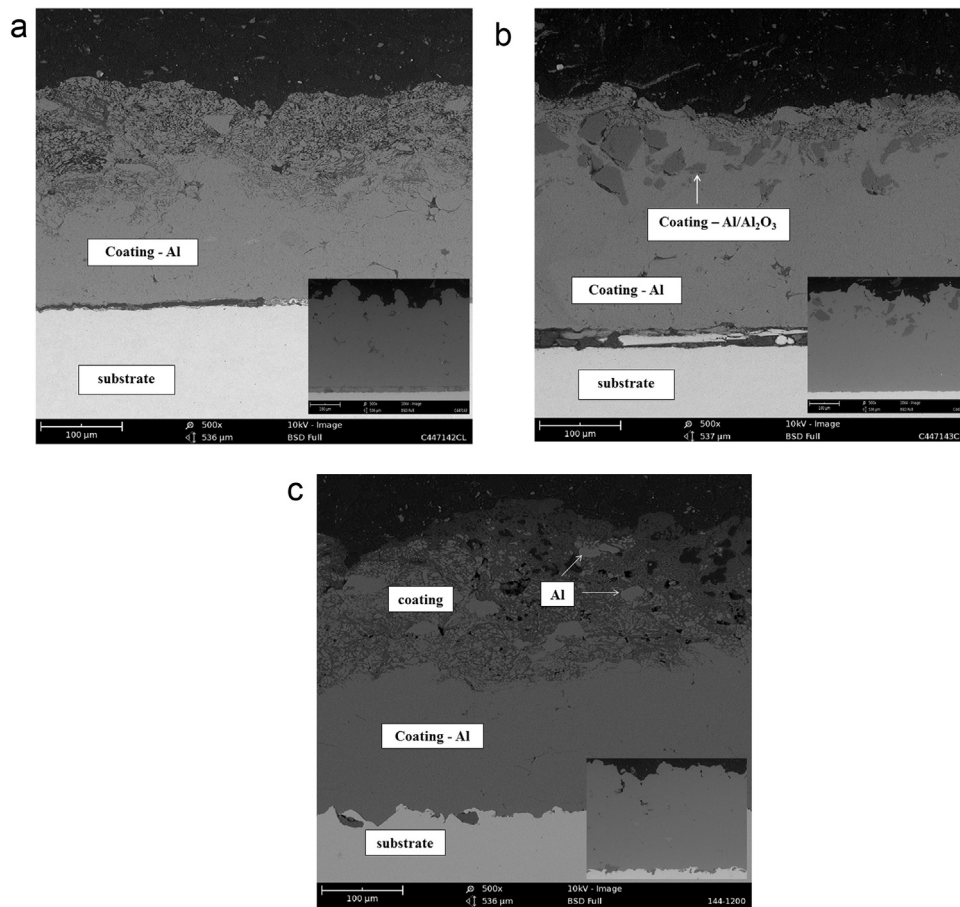 a
Coating - Al
substrate
100 µm
500x
536 µm
10kV - Image
BSD Full
C447142CL
b
Coating – Al/Al₂O₃
Coating - Al
substrate
100 µm
500x
537 µm
10kV - Image
BSD Full
C447143C
c
coating
Al
Coating - Al
substrate
100 µm
500x
536 µm
10kV - Image
BSD Full
144-1200